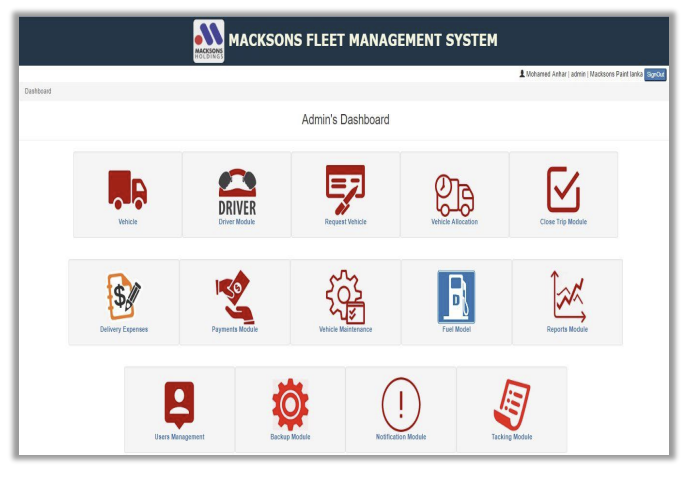 MACKSONS
HOLDINGS
MACKSONS FLEET MANAGEMENT SYSTEM
Mohamed Anhar | admin | Macksons Paint lanka SignOut
Dashboard
Admin's Dashboard
DRIVER
Vehicle Driver Module Request Vehicle Vehicle Allocation Close Trip Module
$ D
Delivery Expenses Payments Module Vehicle Maintenance Fuel Model Reports Module
!
Users Management Backup Module Notification Module Tacking Module